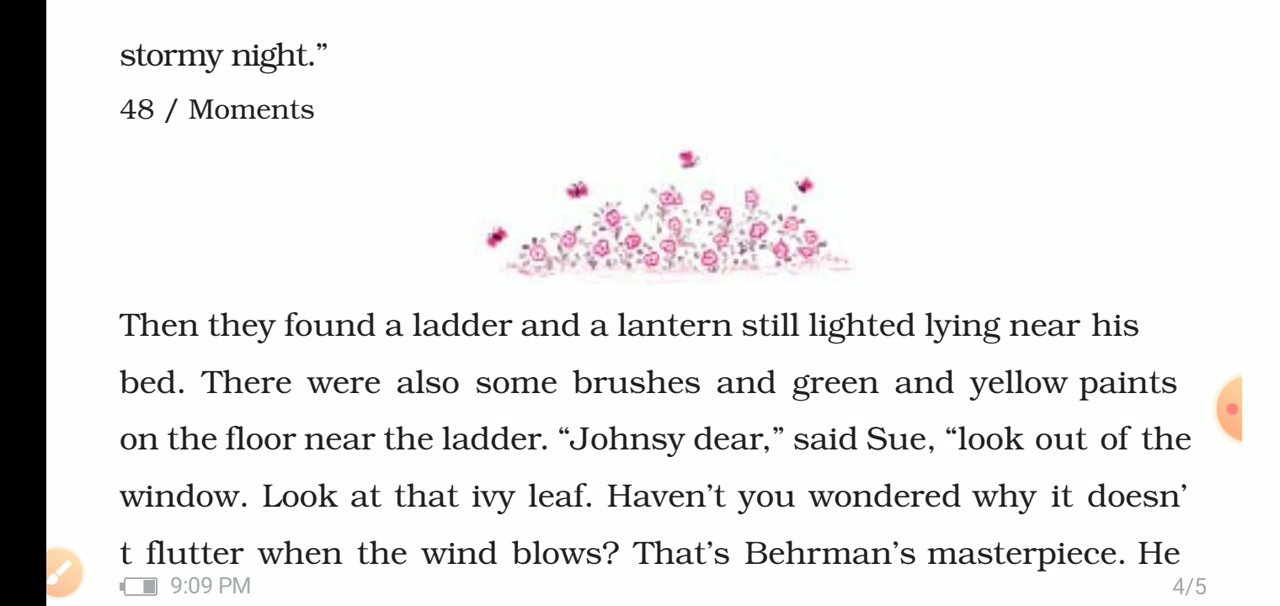 stormy night.”
48 / Moments
Then they found a ladder and a lantern still lighted lying near his
bed. There were also some brushes and green and yellow paints
on the floor near the ladder. “Johnsy dear,” said Sue, “look out of the
window. Look at that ivy leaf. Haven’t you wondered why it doesn’
t flutter when the wind blows? That’s Behrman’s masterpiece. He
9:09 PM
4/5